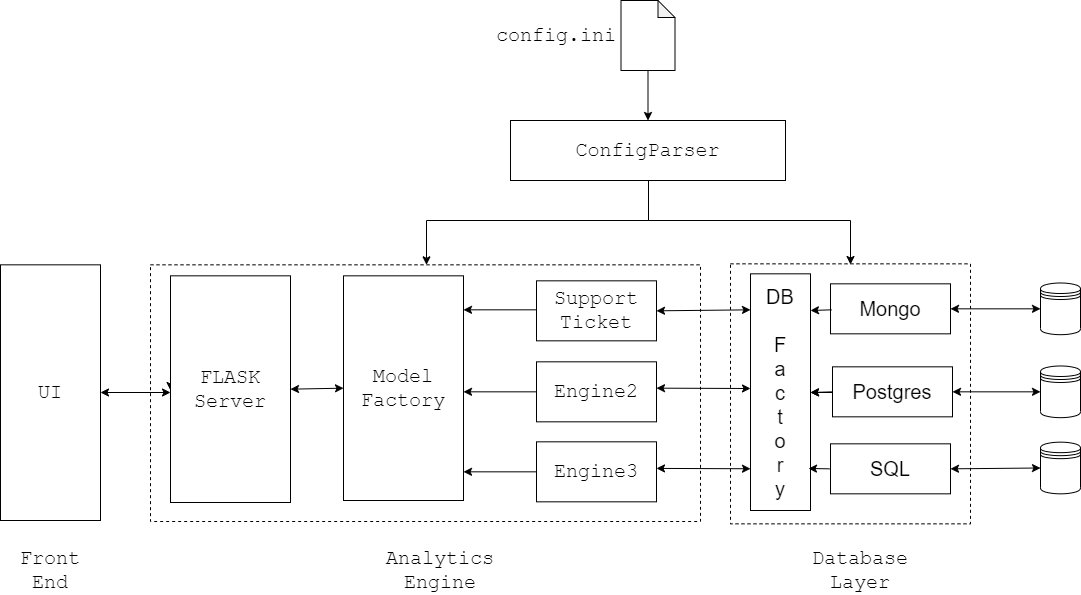 config.ini
ConfigParser
UI
FLASK
Server
Model
Factory
Support
Ticket
Engine2
Engine3
DB
F
a
c
t
o
r
y
Mongo
Postgres
SQL
Front
End
Analytics
Engine
Database
Layer